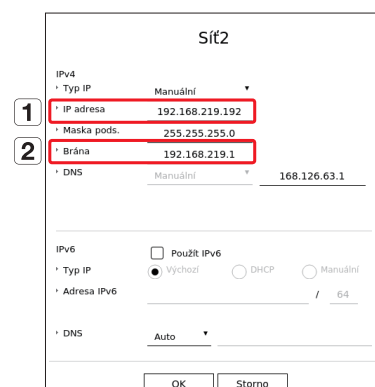 Síť2
IPv4
Typ IP Manuální
1 IP adresa 192.168.219.192
Maska pods. 255.255.255.0
2 Brána 192.168.219.1
DNS Manuální 168.126.63.1
IPv6
Použít IPv6
Typ IP Výchozí DHCP Manuální
Adresa IPv6 / 64
DNS Auto
OK Storno